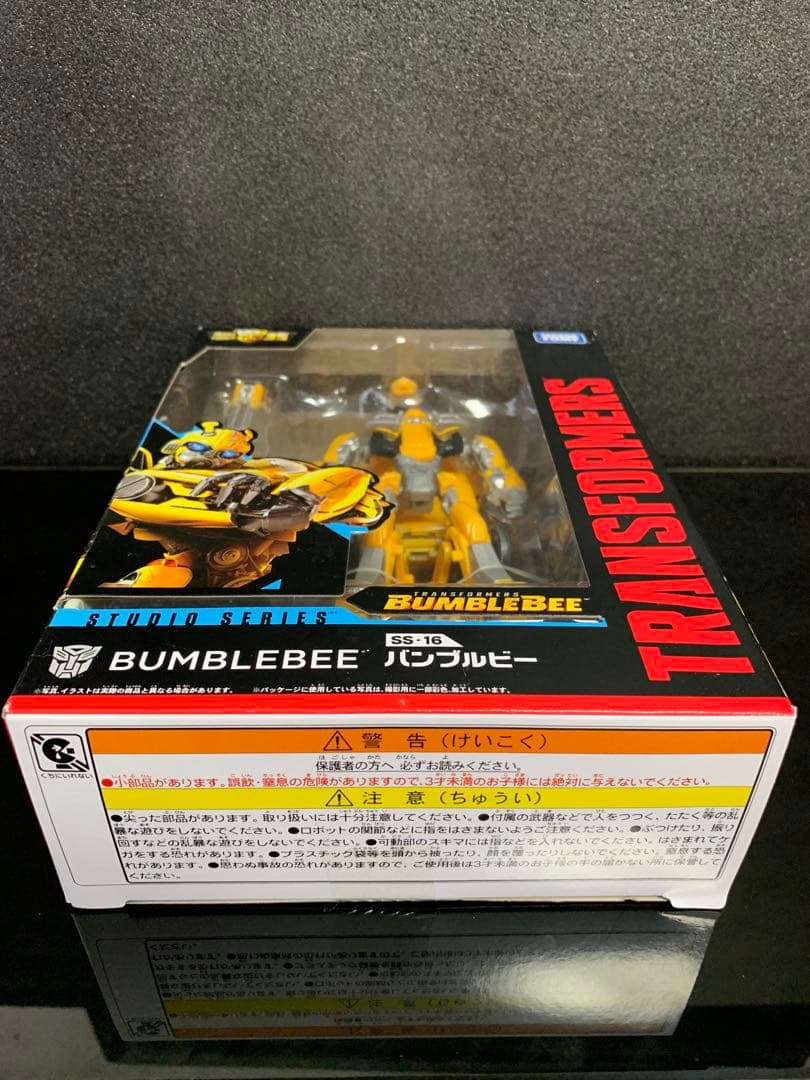 TRANSFORMERS
TRANSFORMERS
BUMBLEBEE
STUDIO SERIES
SS・16
BUMBLEBEE バンブルビー
※写真、イラストは実際の商品と異なる場合があります。 ※パッケージに使用している写真は、撮影用に一部彩色、加工しています。
くちにいれない
警告(けいこく)
保護者の方へ 必ずお読みください。
●小部品があります。誤飲・窒息の危険がありますので、3才未満のお子様には絶対に与えないでください。
注意(ちゅうい)
●尖った部品があります。取り扱いには十分注意してください。●付属の武器などで人をつつく、たたく等の乱
暴な遊びをしないでください。●ロボットの関節などに指をはさまないようご注意ください。●ぶつけたり、振り
回すなどの乱暴な遊びをしないでください。●可動部のスキマには指などを入れないでください。はさまれてケ
ガをする恐れがあります。●プラスチック袋等を頭から被ったり、顔を覆ったりしないでください。窒息する恐
れがあります。●思わぬ事故の恐れがありますので、ご使用後は3才未満のお子様の手の届かない所に保管して
ください。